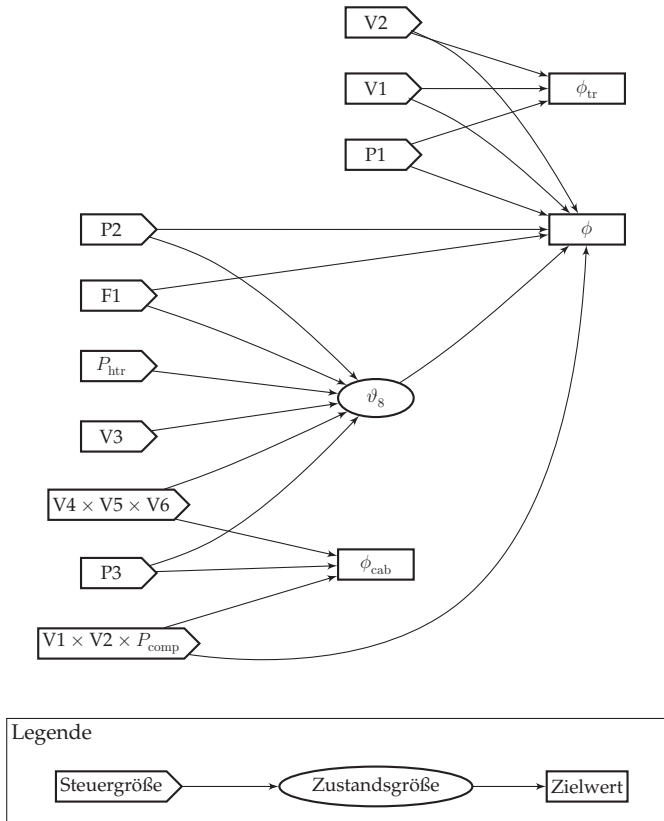 V2
V1
ϕ_tr
P1
P2
ϕ
F1
P_htr
ϑ_8
V3
V4 × V5 × V6
P3
ϕ_cab
V1 × V2 × P_comp
Legende
Steuergröße
Zustandsgröße
Zielwert